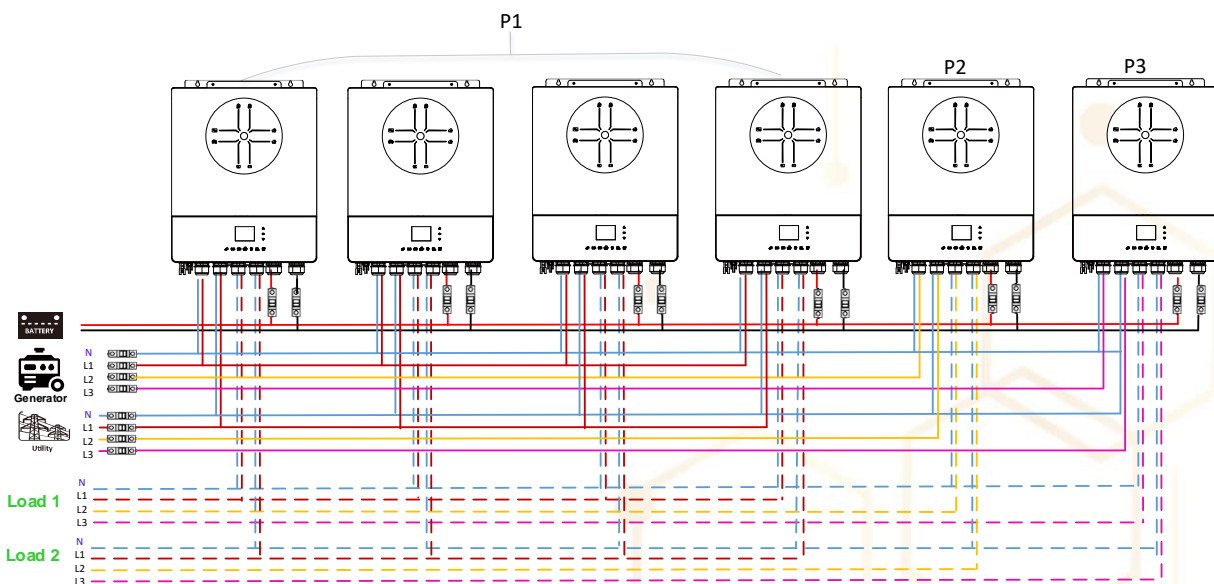 P1
P2
P3
BATTERY
N
L1
L2
L3
Generator
N
L1
L2
L3
Utility
Load 1
N
L1
L2
L3
Load 2
N
L1
L2
L3